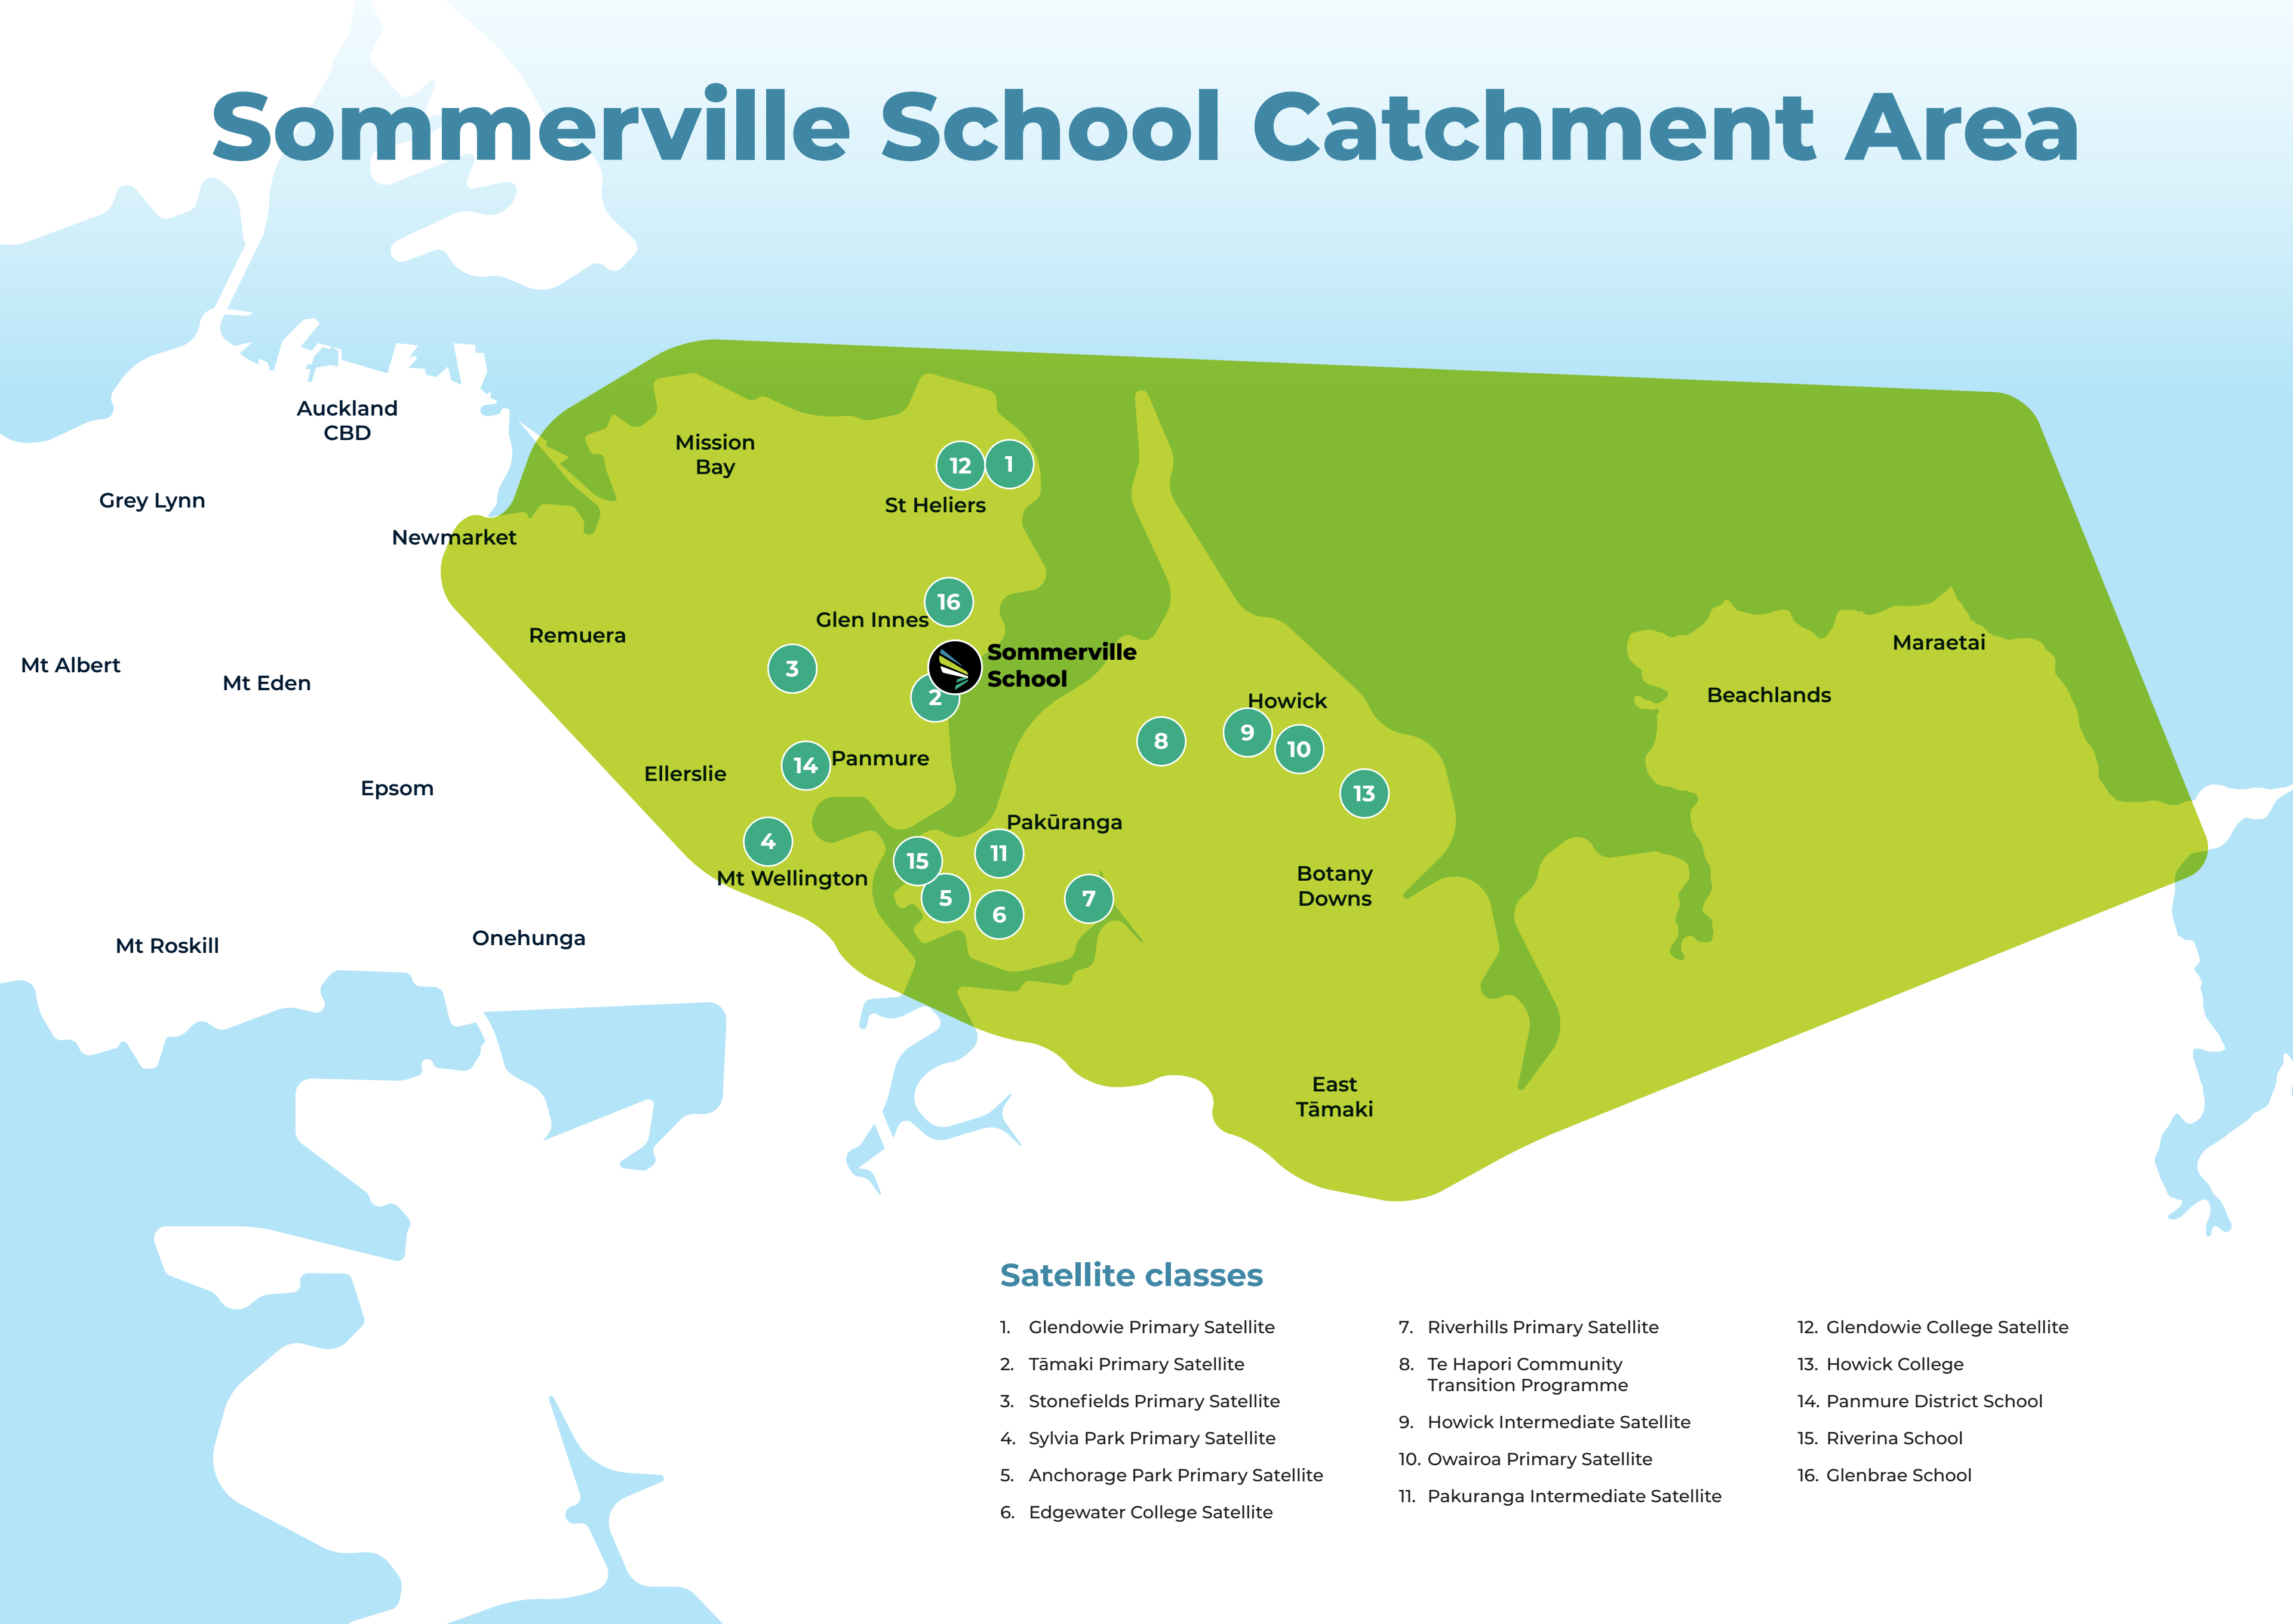 Sommerville School Catchment Area
Auckland
CBD
Mission
Bay
12
1
Grey Lynn
St Heliers
Newmarket
16
Glen Innes
Remuera
Sommerville
School
Maraetai
Mt Albert
3
Mt Eden
2
Beachlands
Howick
9
8
10
Panmure
14
Ellerslie
Epsom
13
Pakūranga
4
11
15
Mt Wellington
Botany
Downs
5
7
6
Mt Roskill
Onehunga
East
Tāmaki
Satellite classes
1. Glendowie Primary Satellite
2. Tāmaki Primary Satellite
3. Stonefields Primary Satellite
4. Sylvia Park Primary Satellite
5. Anchorage Park Primary Satellite
6. Edgewater College Satellite
7. Riverhills Primary Satellite
8. Te Hapori Community
Transition Programme
9. Howick Intermediate Satellite
10. Owairoa Primary Satellite
11. Pakuranga Intermediate Satellite
12. Glendowie College Satellite
13. Howick College
14. Panmure District School
15. Riverina School
16. Glenbrae School